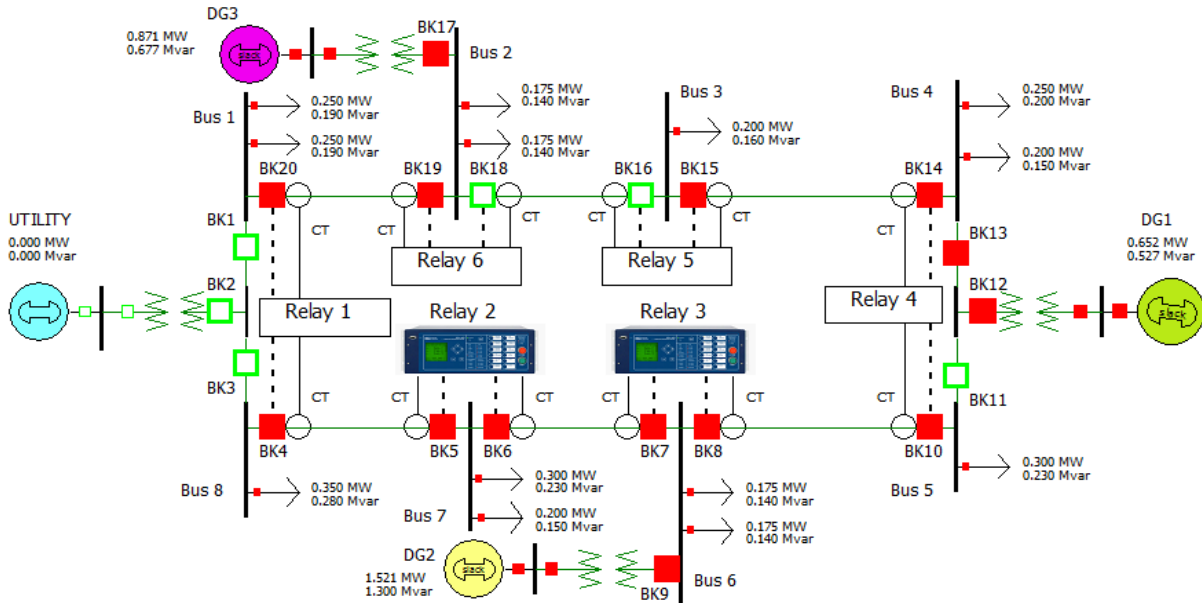 DG3
0.871 MW
0.677 Mvar
slack
BK17
Bus 2
0.175 MW
0.140 Mvar
0.175 MW
0.140 Mvar
Bus 1
0.250 MW
0.190 Mvar
0.250 MW
0.190 Mvar
Bus 3
0.200 MW
0.160 Mvar
Bus 4
0.250 MW
0.200 Mvar
0.200 MW
0.150 Mvar
BK20
BK19
BK18
BK16
BK15
BK14
CT
CT
CT
CT
CT
CT
BK1
BK13
UTILITY
0.000 MW
0.000 Mvar
BK2
Relay 6
Relay 5
DG1
0.652 MW
0.527 Mvar
slack
BK12
Relay 1
Relay 2
Relay 3
Relay 4
BK3
BK11
CT
CT
CT
CT
CT
CT
BK4
BK5
BK6
BK7
BK8
BK10
Bus 8
0.350 MW
0.280 Mvar
Bus 7
0.300 MW
0.230 Mvar
0.200 MW
0.150 Mvar
0.175 MW
0.140 Mvar
0.175 MW
0.140 Mvar
Bus 5
0.300 MW
0.230 Mvar
DG2
1.521 MW
1.300 Mvar
slack
BK9
Bus 6